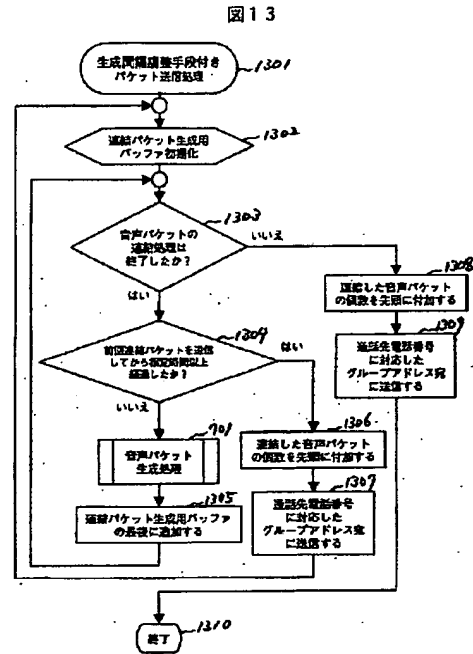 図13
生成間隔調整手段付き
パケット送信処理
1301
連結パケット生成用
バッファ初期化
1302
音声パケットの
連結処理は
終了したか?
1303
いいえ
はい
連結した音声パケット
の個数を先頭に付加する
1308
通話先電話番号
に対応した
グループアドレス宛
に送信する
1309
前回連結パケットを送信
してから指定時間以上
経過したか?
1304
はい
いいえ
701
音声パケット
生成処理
連結した音声パケット
の個数を先頭に付加する
1306
連結パケット生成用バッファ
の最後に追加する
1305
通話先電話番号
に対応した
グループアドレス宛
に送信する
1307
終了
1310